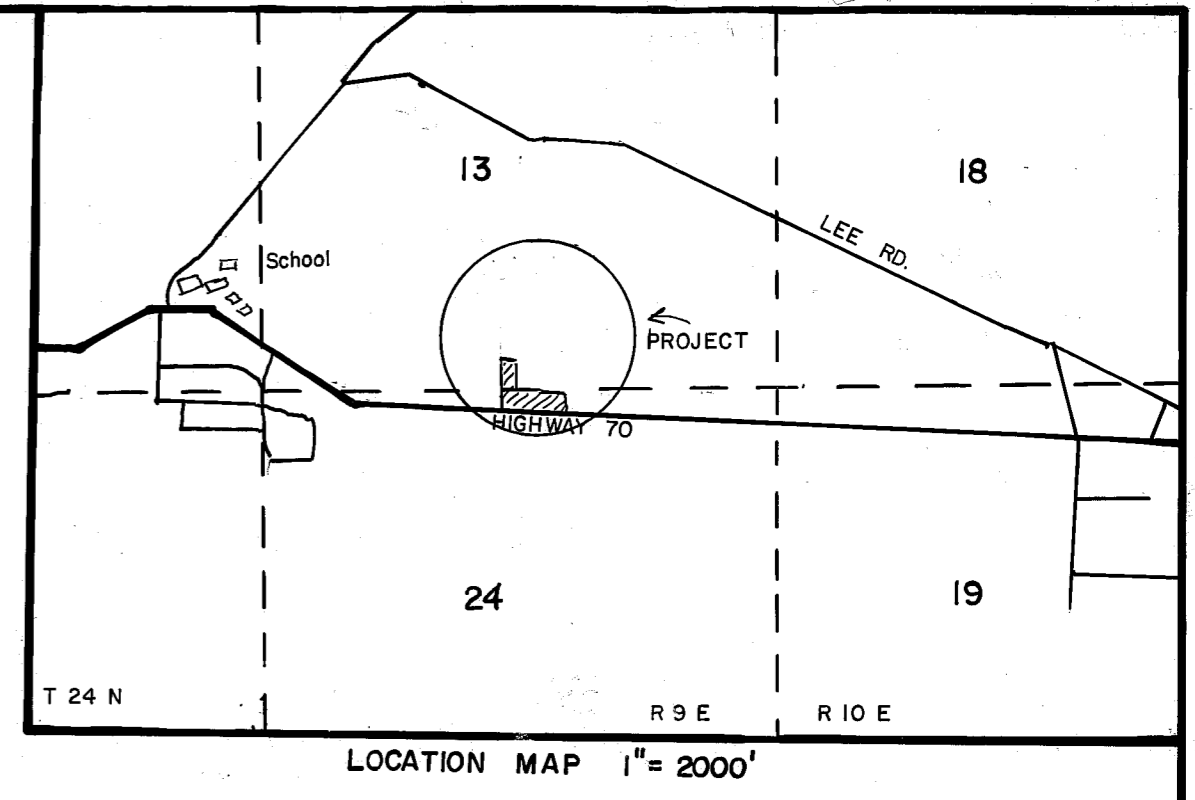 13
18
LEE RD.
School
PROJECT
HIGHWAY 70
24
19
T 24 N
R 9 E
R 10 E
LOCATION MAP 1" = 2000'